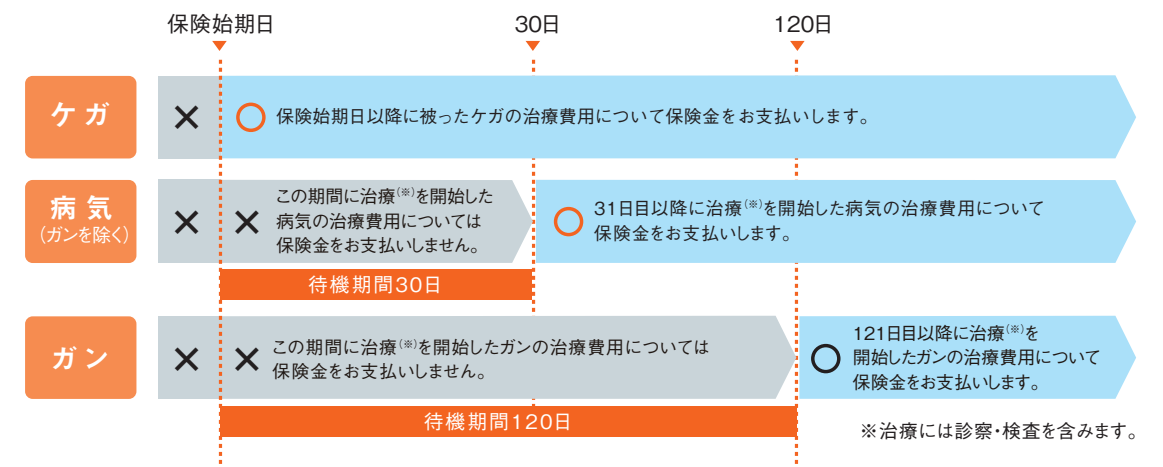 保険始期日
30日
120日
ケガ
× ○ 保険始期日以降に被ったケガの治療費用について保険金をお支払いします。
病気
(ガンを除く)
× × この期間に治療(※)を開始した
病気の治療費用については
保険金をお支払いしません。
○ 31日目以降に治療(※)を開始した病気の治療費用について
保険金をお支払いします。
待機期間30日
ガン
× × この期間に治療(※)を開始したガンの治療費用については
保険金をお支払いしません。
○ 121日目以降に治療(※)を
開始したガンの治療費用について
保険金をお支払いします。
待機期間120日
※治療には診察・検査を含みます。